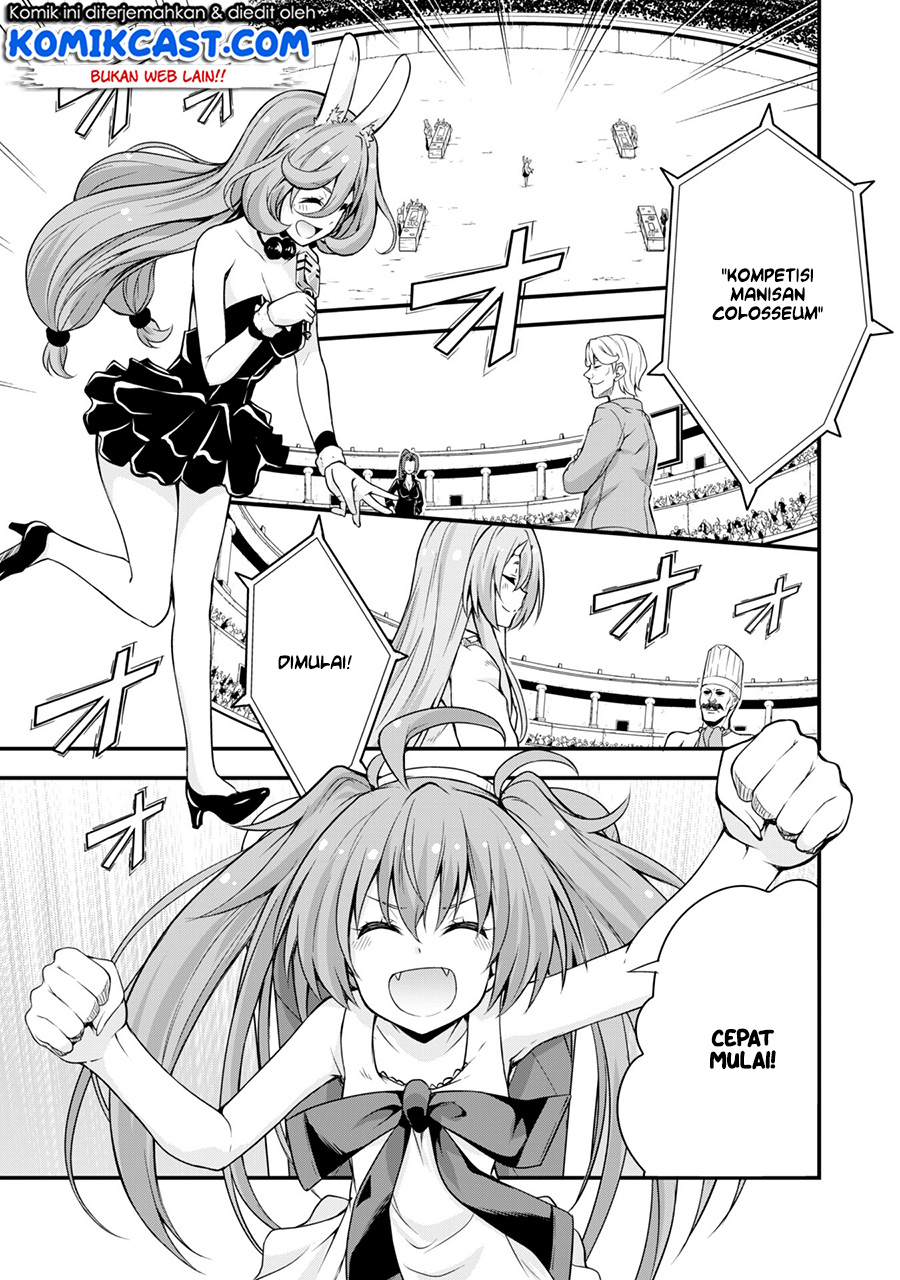 Komik ini diterjemahkan & diedit oleh
KOMIKCAST.COM
BUKAN WEB LAIN!!
"KOMPETISI
MANISAN
COLOSSEUM"
オ
オ
オ
オ
オ
オ
オ
オ
DIMULAI!
CEPAT
MULAI!